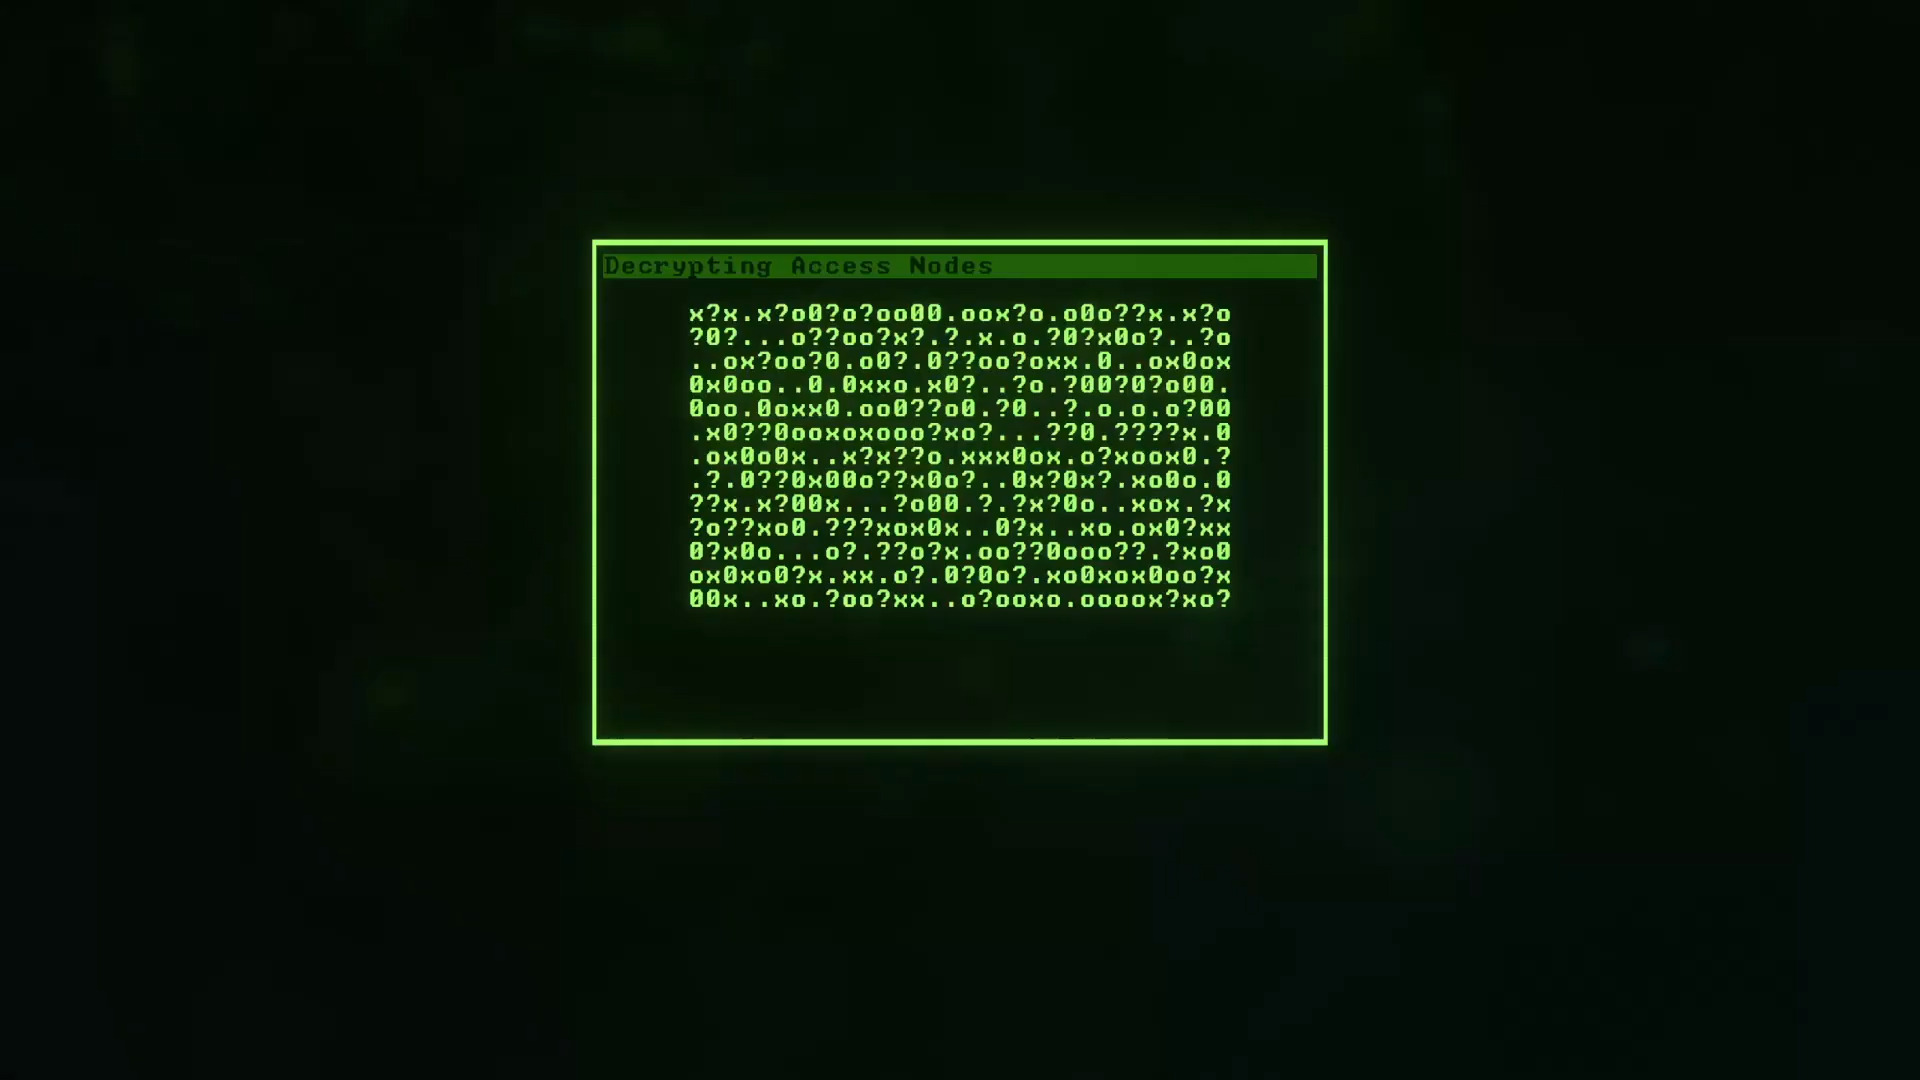 Decrypting Access Nodes
x?x.x?o0?o?oo00.oox?o.o0o??x.x?o
?0?...o??oo?x?.?.x.o.?0?x0o?..?o
..ox?oo?0.o0?.0??oo?oxx.0..ox0ox
0x0oo..0.0xxo.x0?..?o.?00?0?o00.
0oo.0oxx0.oo0??o0.?0..?.o.o.o?00
.x0??0ooxoxooo?xo?...??0.????x.0
.ox0o0x..x?x??o.xxx0ox.o?xoox0.?
.?.0??0x00o??x0o?..0x?0x?.xo0o.0
??x.x?00x...?o00.?.?x?0o..xox.?x
?o??xo0.???xox0x..0?x..xo.ox0?xx
0?x0o...o?.??o?x.oo??0ooo??.?xo0
ox0xo0?x.xx.o?.0?0o?.xo0xox0oo?x
00x..xo.?oo?xx..o?ooxo.oooox?xo?